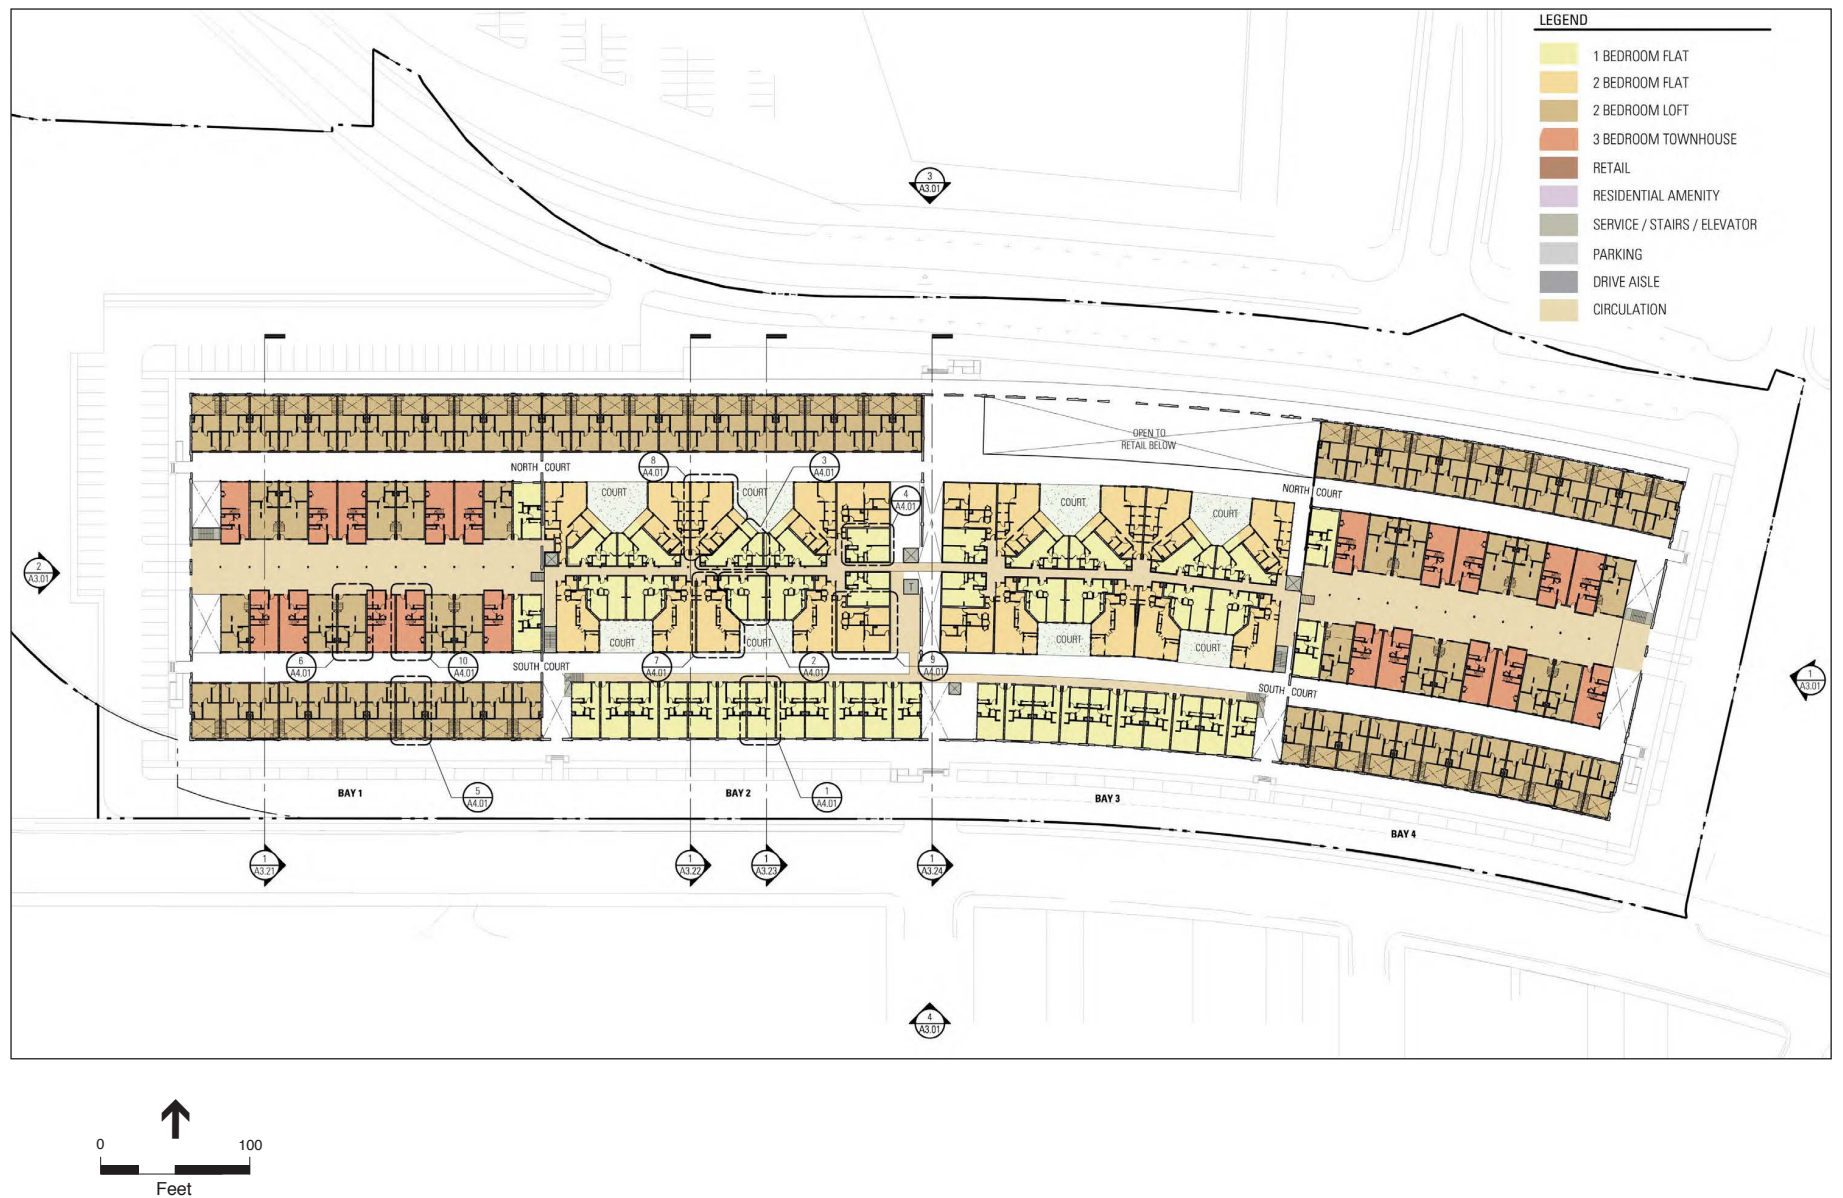 LEGEND
1 BEDROOM FLAT
2 BEDROOM FLAT
2 BEDROOM LOFT
3 BEDROOM TOWNHOUSE
RETAIL
RESIDENTIAL AMENITY
SERVICE / STAIRS / ELEVATOR
PARKING
DRIVE AISLE
CIRCULATION
3
A3.01
OPEN TO
RETAIL BELOW
NORTH COURT
8
A4.01
3
A4.01
4
A4.01
COURT
COURT
COURT
COURT
NORTH COURT
2
A3.01
COURT
COURT
COURT
COURT
6
A4.01
10
A4.01
SOUTH COURT
7
A4.01
2
A4.01
9
A4.01
SOUTH COURT
1
A3.01
BAY 1
5
A4.01
BAY 2
1
A4.01
BAY 3
BAY 4
1
A3.21
1
A3.22
1
A3.23
1
A3.24
4
A3.01
0
100
Feet